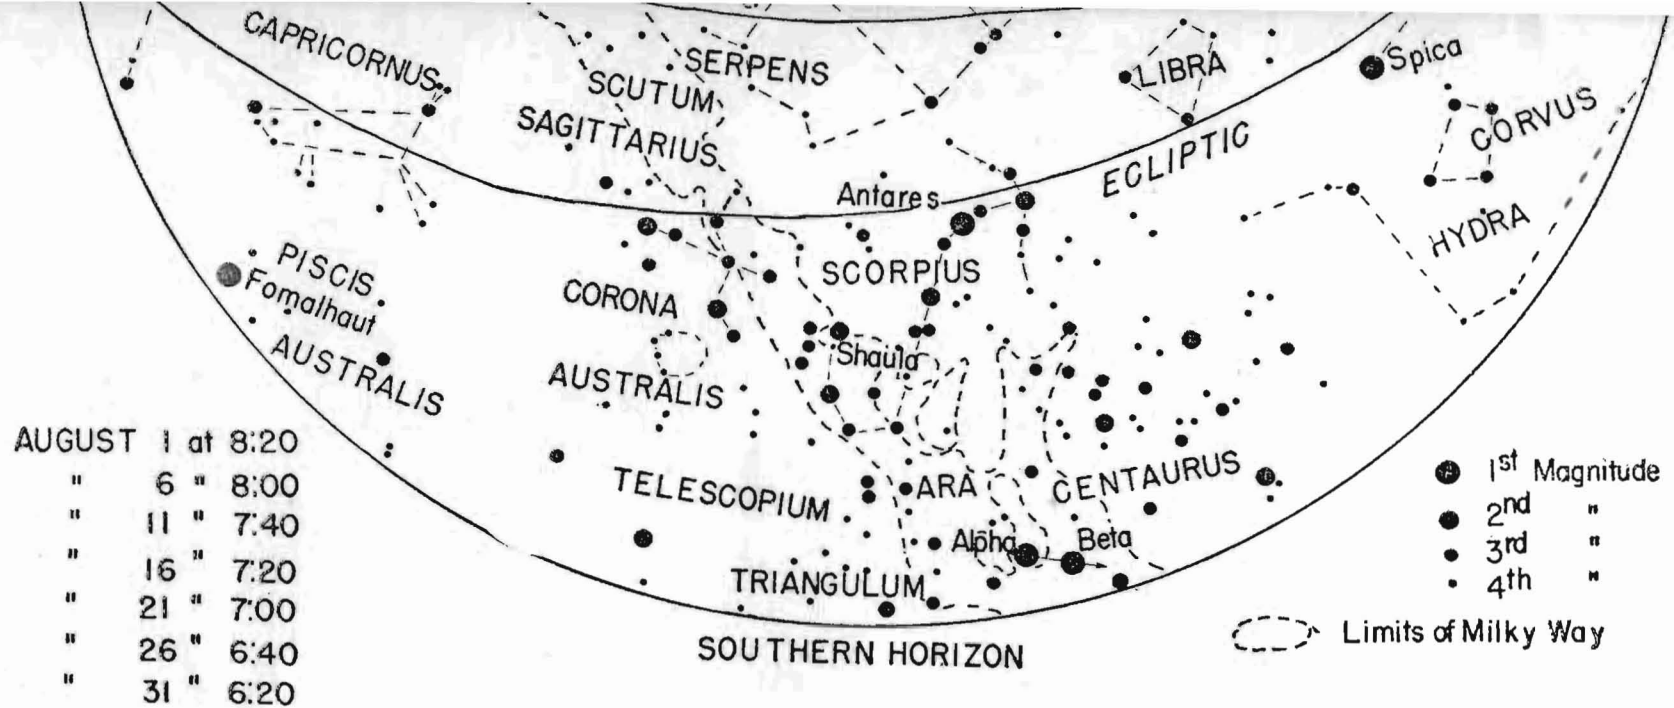 CAPRICORNUS
SERPENS
SCUTUM
SAGITTARIUS
LIBRA
Spica
CORVUS
ECLIPTIC
Antares
HYDRA
PISCIS
Fomalhaut
AUSTRALIS
SCORPIUS
CORONA
AUSTRALIS
Shaula
TELESCOPIUM
ARA
CENTAURUS
Alpha
Beta
TRIANGULUM
SOUTHERN HORIZON
AUGUST 1 at 8:20
" 6 " 8:00
" 11 " 7:40
" 16 " 7:20
" 21 " 7:00
" 26 " 6:40
" 31 " 6:20
1st Magnitude
2nd "
3rd "
4th "
Limits of Milky Way